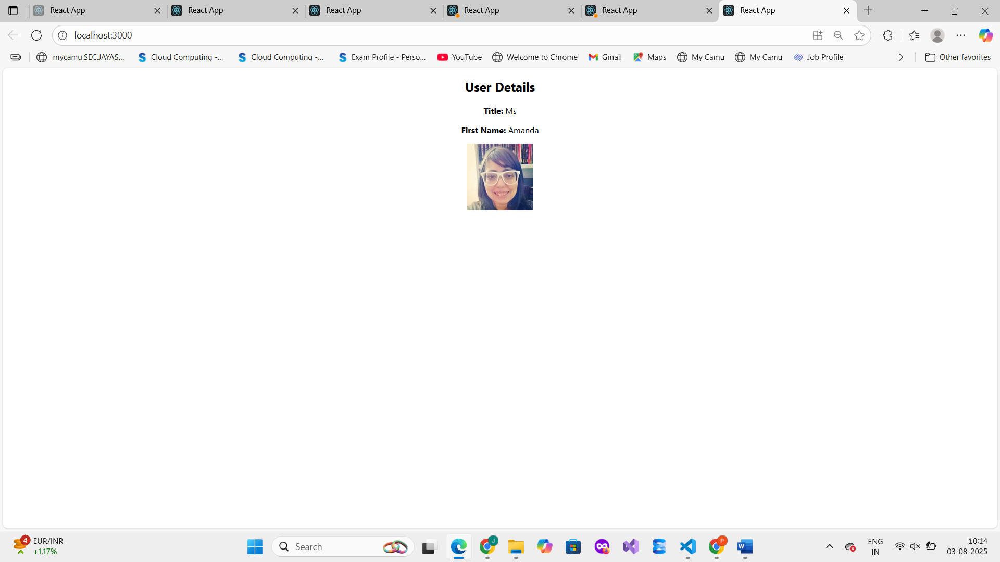 React App
React App
React App
React App
React App
React App
localhost:3000
mycamu.SEC.JAYAS...
Cloud Computing -...
Cloud Computing -...
Exam Profile - Perso...
YouTube
Welcome to Chrome
Gmail
Maps
My Camu
My Camu
Job Profile
Other favorites
User Details
Title: Ms
First Name: Amanda
4
EUR/INR
+1.17%
Search
J
P
ENG
IN
10:14
03-08-2025